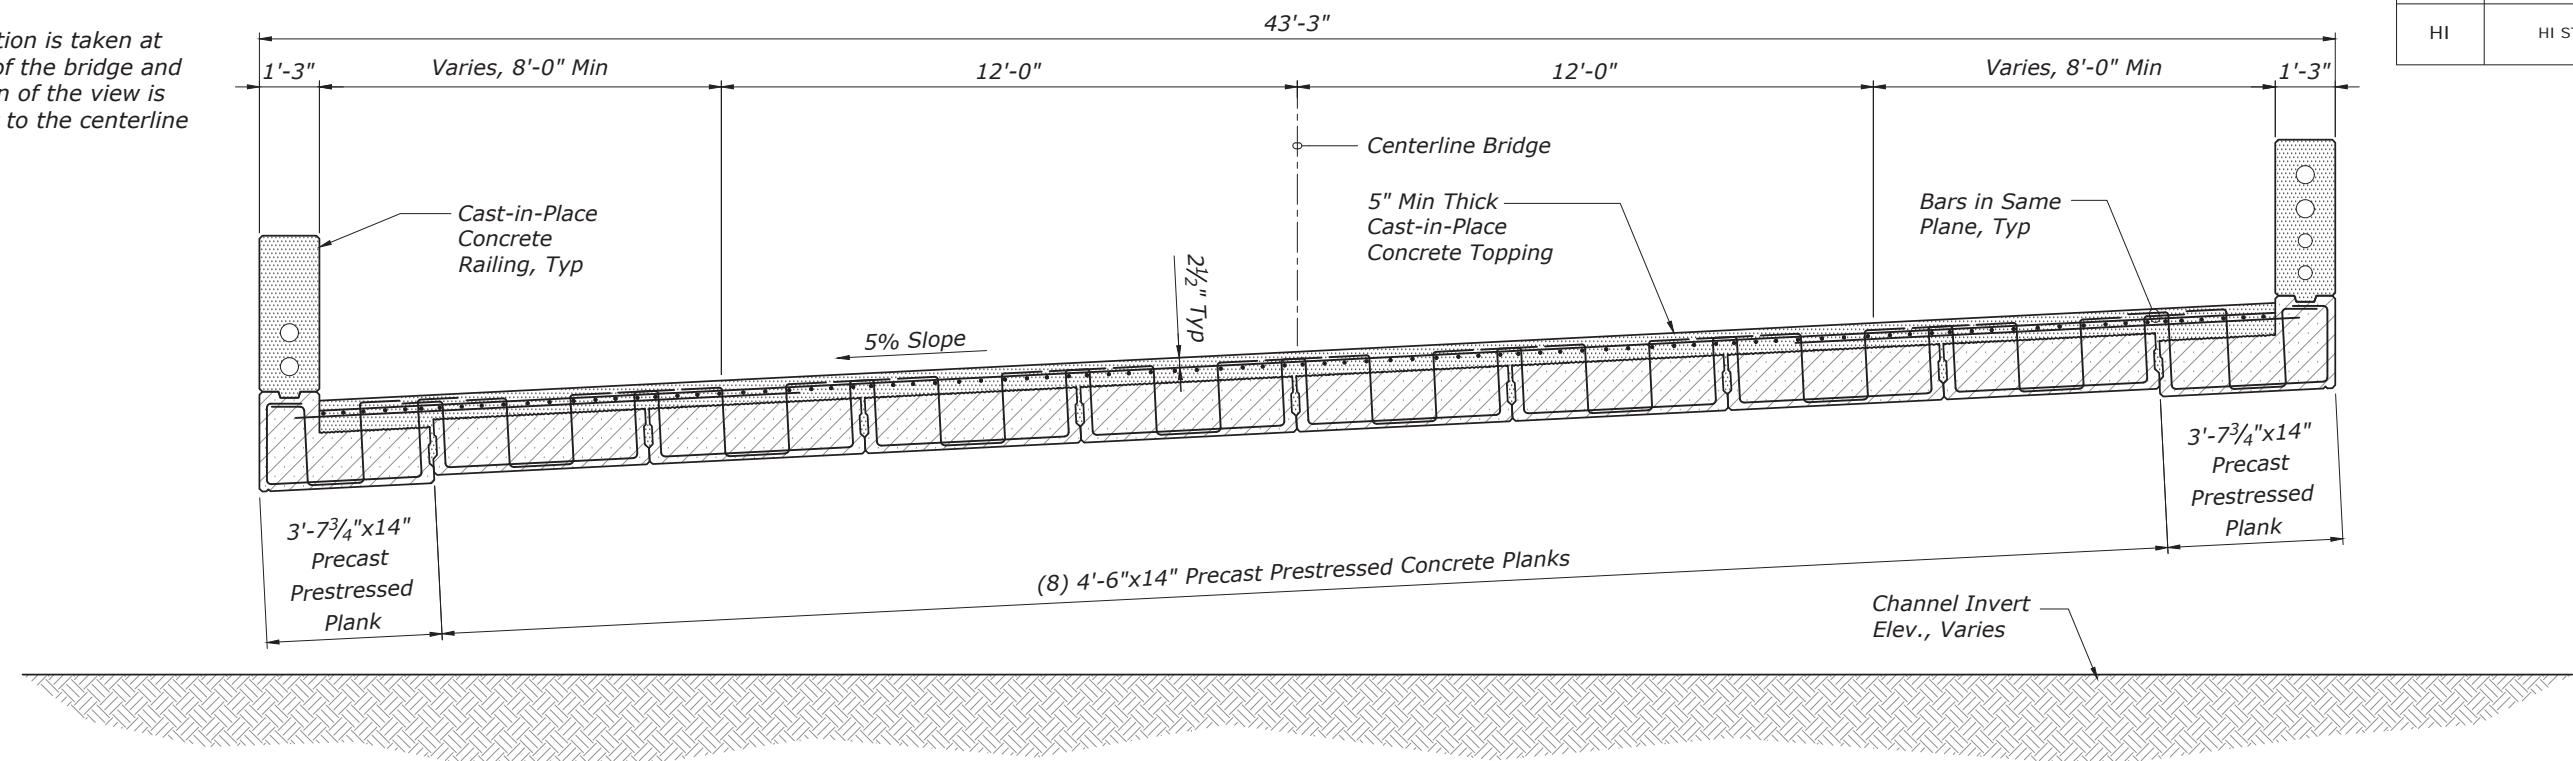 tion is taken at
of the bridge and
n of the view is
to the centerline
43'-3"
1'-3"
Varies, 8'-0" Min
12'-0"
12'-0"
Varies, 8'-0" Min
1'-3"
HI
HI
Centerline Bridge
Cast-in-Place
Concrete
Railing, Typ
5" Min Thick
Cast-in-Place
Concrete Topping
Bars in Same
Plane, Typ
2½" Typ
5% Slope
3'-7¾"x14"
Precast
Prestressed
Plank
3'-7¾"x14"
Precast
Prestressed
Plank
(8) 4'-6"x14" Precast Prestressed Concrete Planks
Channel Invert
Elev., Varies